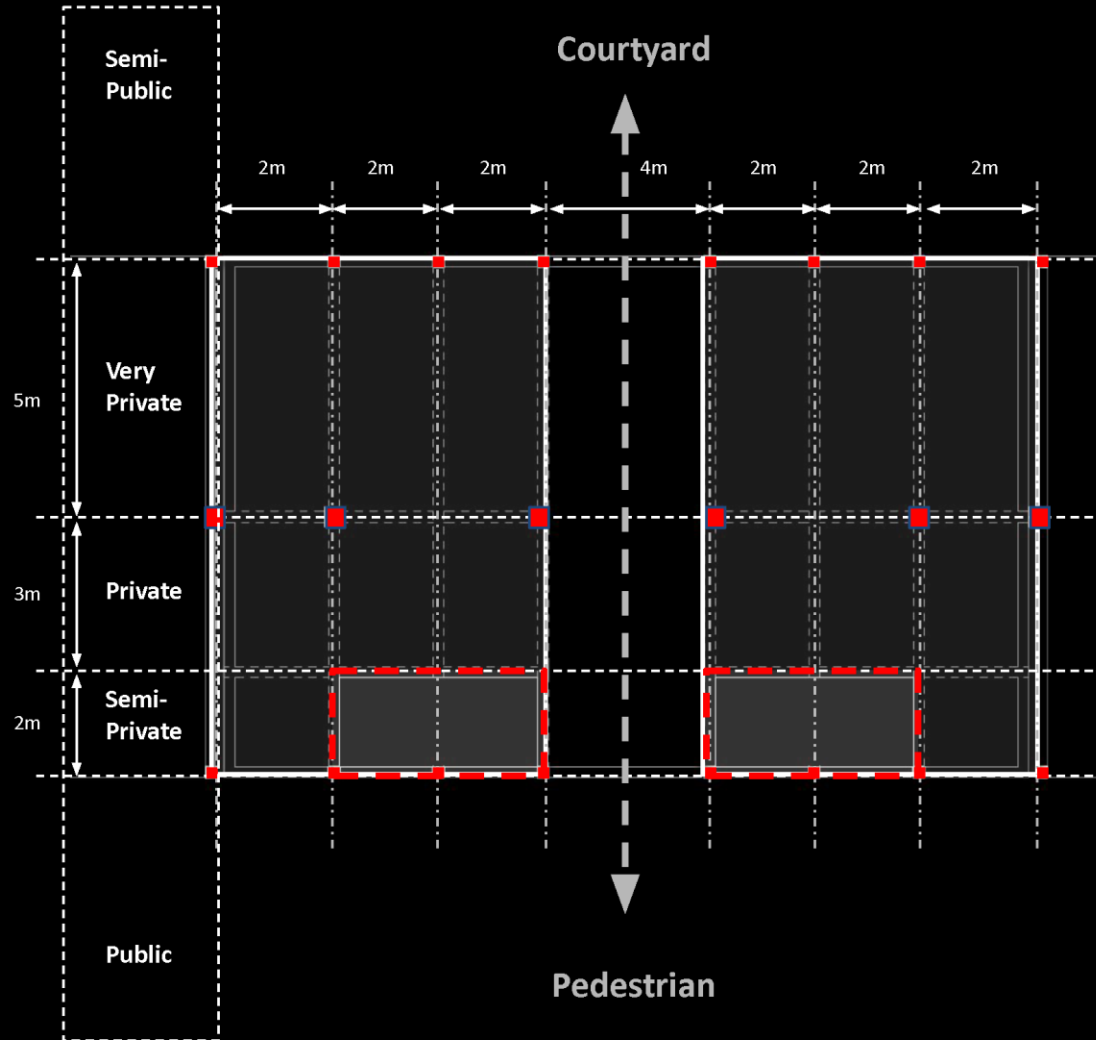 Semi-
Public
Courtyard
2m
2m
2m
4m
2m
2m
2m
Very
Private
5m
Private
3m
Semi-
Private
2m
Public
Pedestrian